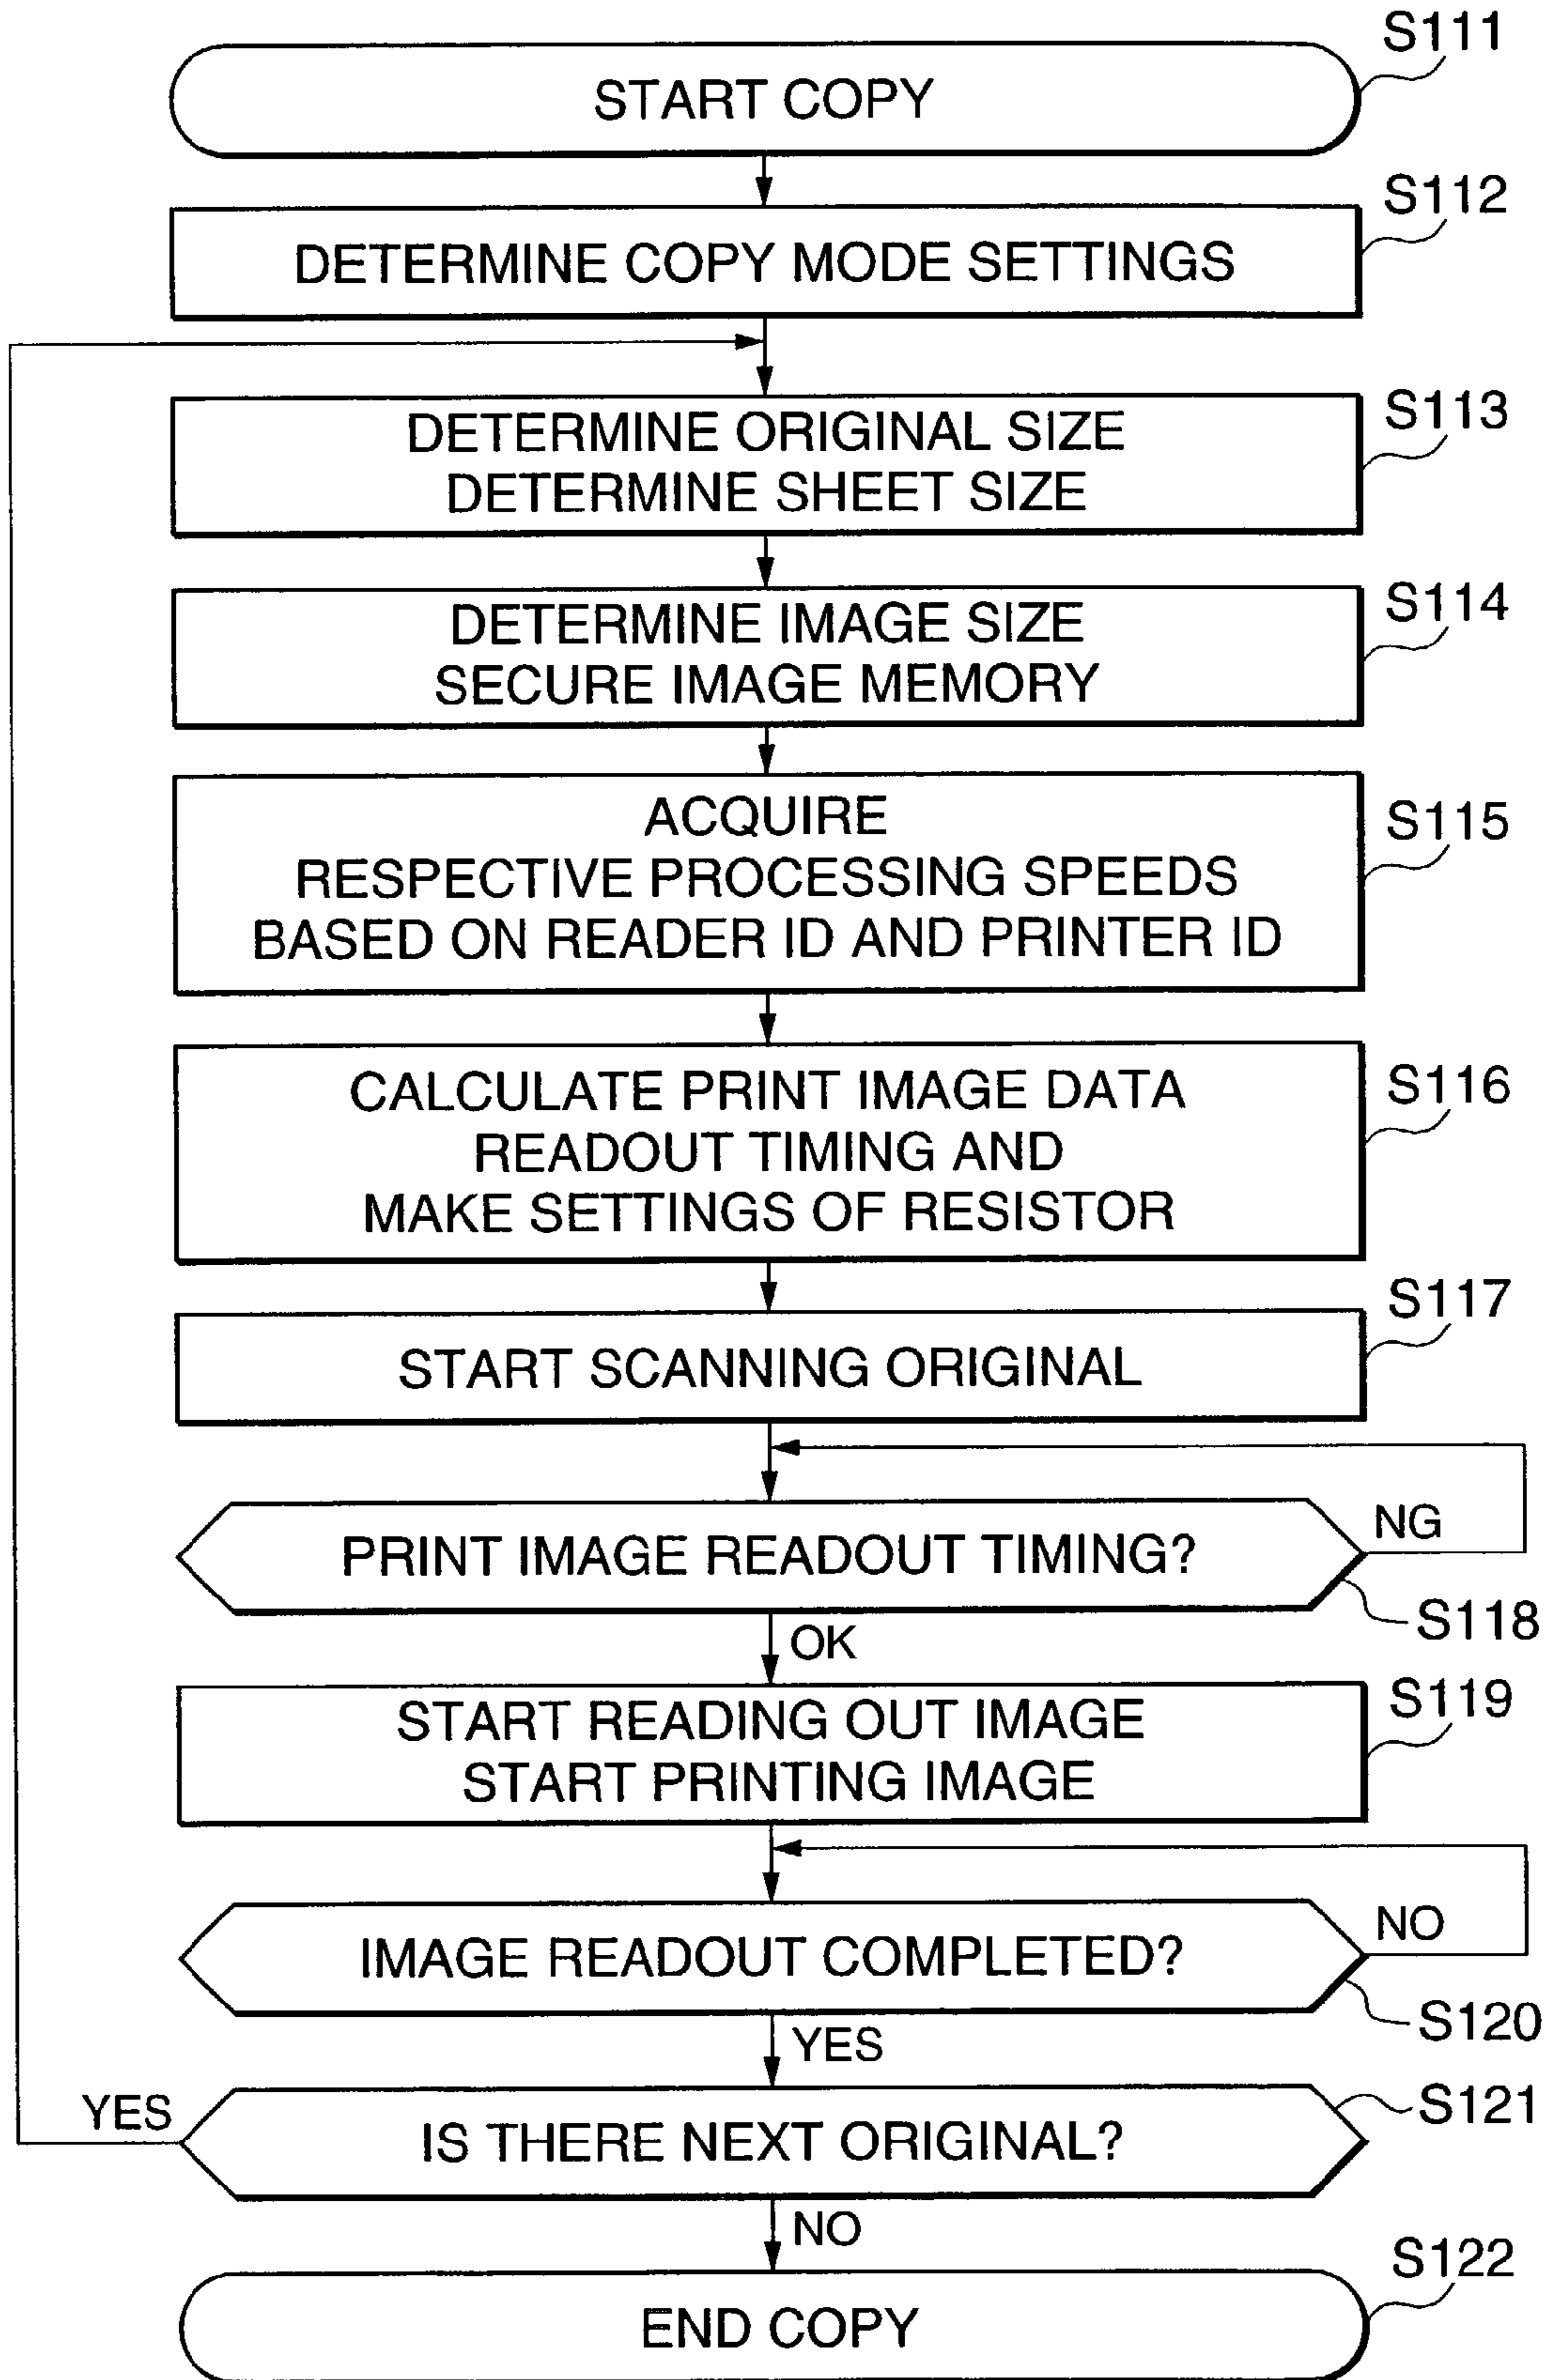 S111
START COPY
S112
DETERMINE COPY MODE SETTINGS
S113
DETERMINE ORIGINAL SIZE
DETERMINE SHEET SIZE
S114
DETERMINE IMAGE SIZE
SECURE IMAGE MEMORY
S115
ACQUIRE
RESPECTIVE PROCESSING SPEEDS
BASED ON READER ID AND PRINTER ID
S116
CALCULATE PRINT IMAGE DATA
READOUT TIMING AND
MAKE SETTINGS OF RESISTOR
S117
START SCANNING ORIGINAL
NG
PRINT IMAGE READOUT TIMING?
S118
OK
S119
START READING OUT IMAGE
START PRINTING IMAGE
NO
IMAGE READOUT COMPLETED?
S120
YES
YES
S121
IS THERE NEXT ORIGINAL?
NO
S122
END COPY